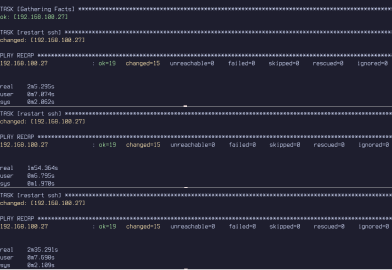 TASK [Gathering Facts] ****************************************************************************
ok: [192.168.100.27]
TASK [restart ssh] ********************************************************************************
changed: [192.168.100.27]
PLAY RECAP ****************************************************************************************
192.168.100.27 : ok=19 changed=15 unreachable=0 failed=0 skipped=0 rescued=0 ignored=0
real 2m5.295s
user 0m7.074s
sys 0m2.052s
TASK [restart ssh] ********************************************************************************
changed: [192.168.100.27]
PLAY RECAP ****************************************************************************************
192.168.100.27 : ok=19 changed=15 unreachable=0 failed=0 skipped=0 rescued=0 ignored=0
real 1m54.364s
user 0m6.795s
sys 0m1.970s
TASK [restart ssh] ********************************************************************************
changed: [192.168.100.27]
PLAY RECAP ****************************************************************************************
192.168.100.27 : ok=19 changed=15 unreachable=0 failed=0 skipped=0 rescued=0 ignored=0
real 2m35.291s
user 0m7.698s
sys 0m2.109s